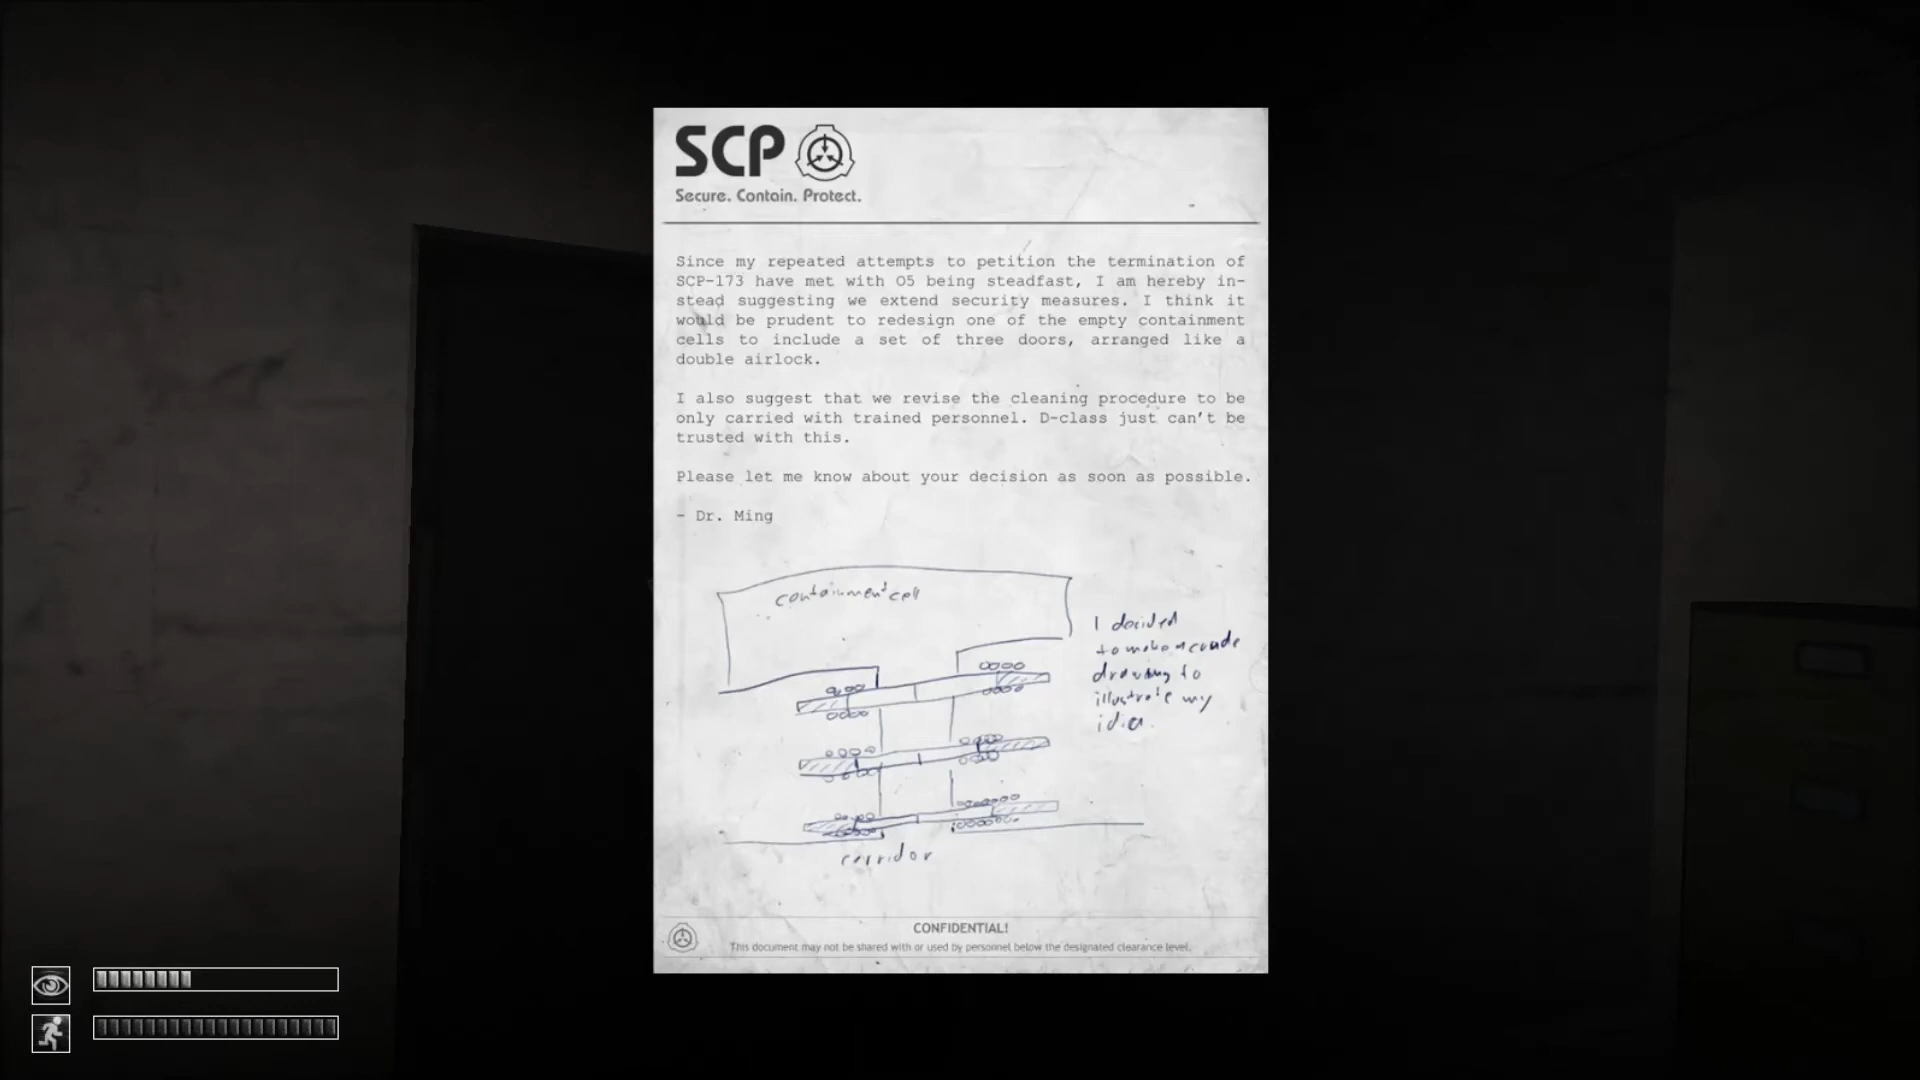 SCP
Secure. Contain. Protect.
Since my repeated attempts to petition the termination of
SCP-173 have met with O5 being steadfast, I am hereby in-
stead suggesting we extend security measures. I think it
would be prudent to redesign one of the empty containment
cells to include a set of three doors, arranged like a
double airlock.
I also suggest that we revise the cleaning procedure to be
only carried with trained personnel. D-class just can't be
trusted with this.
Please let me know about your decision as soon as possible.
- Dr. Ming
containment cell
I decided
to make a crude
drawing to
illustrate my
idea.
corridor
CONFIDENTIAL!
This document may not be shared with or used by personnel below the designated clearance level.